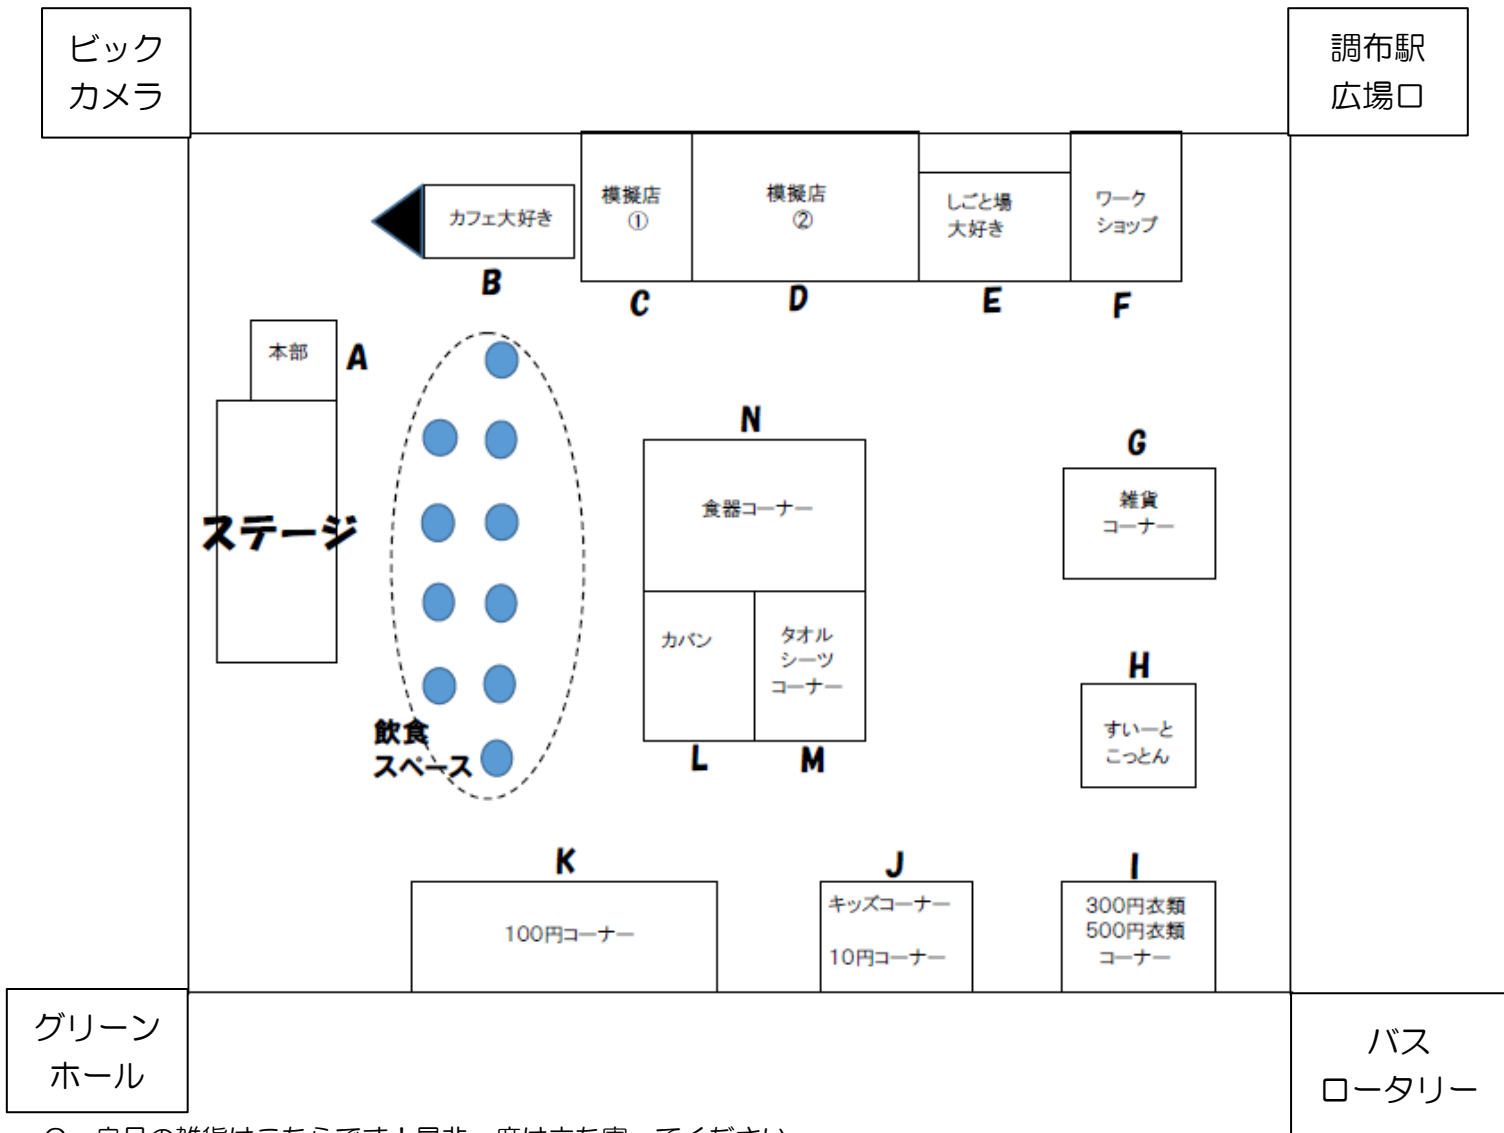 ビック
カメラ
調布駅
広場口
カフェ大好き
B
模擬店
①
C
模擬店
②
D
しごと場
大好き
E
ワーク
ショップ
F
本部
A
ステージ
飲食
スペース
N
食器コーナー
カバン
L
タオル
シーツ
コーナー
M
G
雑貨
コーナー
H
すいーと
こっとん
K
100円コーナー
J
キッズコーナー
10円コーナー
I
300円衣類
500円衣類
コーナー
グリーン
ホール
バス
ロータリー